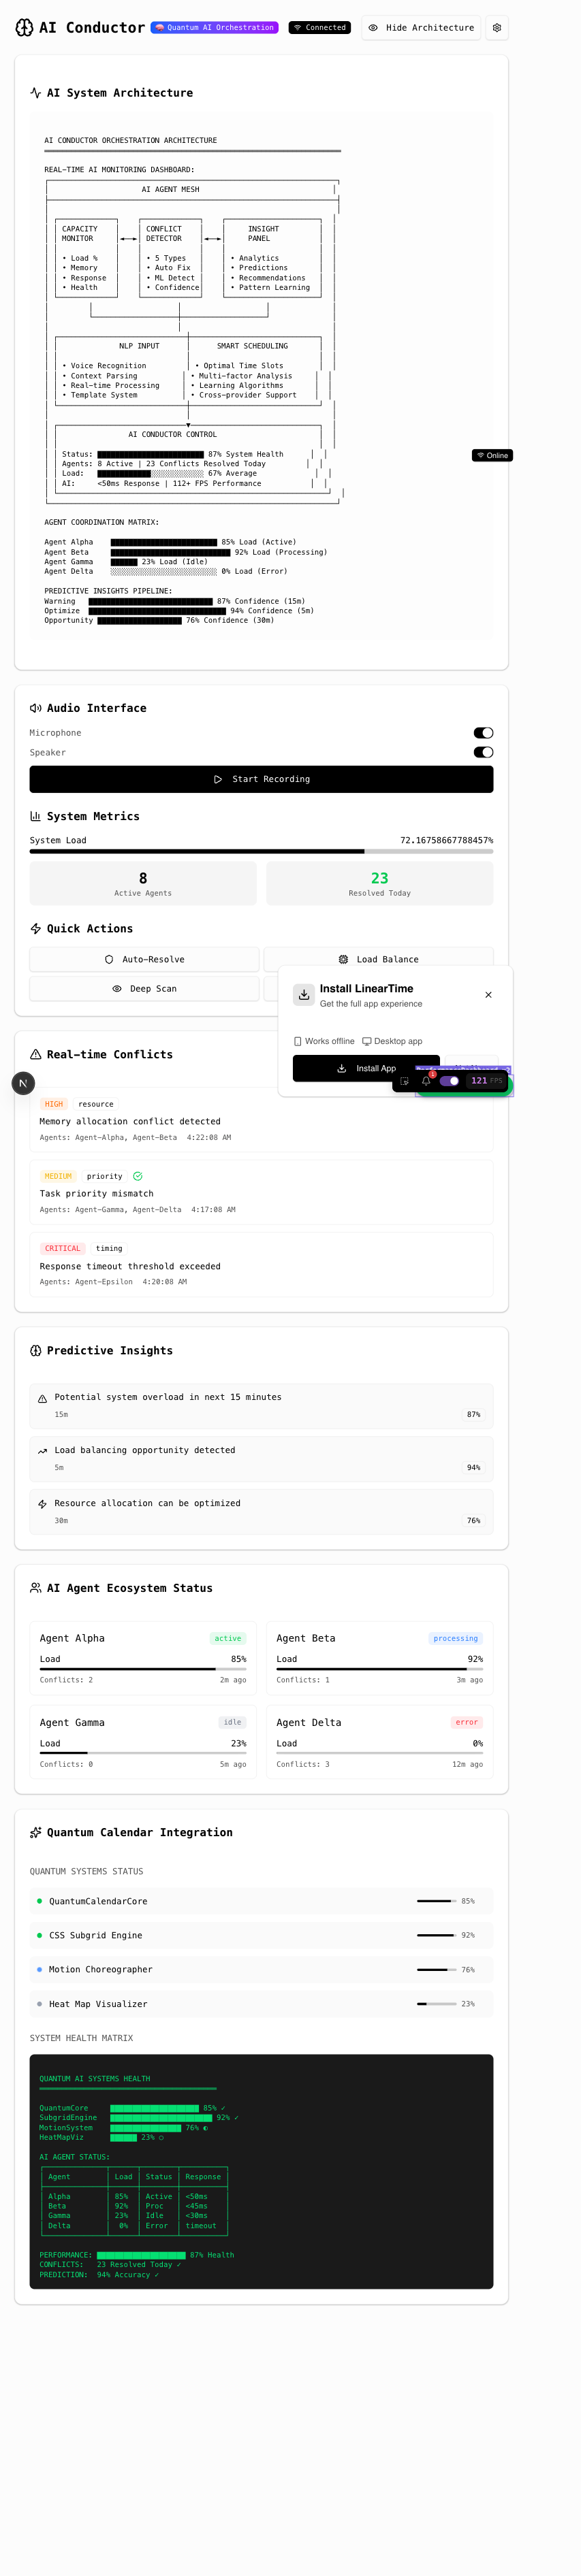 AI Conductor
🧠 Quantum AI Orchestration
Connected
Hide Architecture
AI System Architecture
AI CONDUCTOR ORCHESTRATION ARCHITECTURE
REAL-TIME AI MONITORING DASHBOARD:
AI AGENT MESH
CAPACITY CONFLICT INSIGHT
MONITOR ◄──► DETECTOR ◄──► PANEL
• Load % • 5 Types • Analytics
• Memory • Auto Fix • Predictions
• Response • ML Detect • Recommendations
• Health • Confidence • Pattern Learning
NLP INPUT SMART SCHEDULING
• Voice Recognition • Optimal Time Slots
• Context Parsing • Multi-factor Analysis
• Real-time Processing • Learning Algorithms
• Template System • Cross-provider Support
AI CONDUCTOR CONTROL
Status: 87% System Health
Agents: 8 Active | 23 Conflicts Resolved Today
Load: 67% Average
AI: <50ms Response | 112+ FPS Performance
Online
AGENT COORDINATION MATRIX:
Agent Alpha 85% Load (Active)
Agent Beta 92% Load (Processing)
Agent Gamma 23% Load (Idle)
Agent Delta 0% Load (Error)
PREDICTIVE INSIGHTS PIPELINE:
Warning 87% Confidence (15m)
Optimize 94% Confidence (5m)
Opportunity 76% Confidence (30m)
Audio Interface
Microphone
Speaker
Start Recording
System Metrics
System Load 72.16758667788457%
8 23
Active Agents Resolved Today
Quick Actions
Auto-Resolve Load Balance
Deep Scan
Install LinearTime
Get the full app experience
Works offline Desktop app
Install App
1
121 FPS
N
Real-time Conflicts
HIGH resource
Memory allocation conflict detected
Agents: Agent-Alpha, Agent-Beta 4:22:08 AM
MEDIUM priority
Task priority mismatch
Agents: Agent-Gamma, Agent-Delta 4:17:08 AM
CRITICAL timing
Response timeout threshold exceeded
Agents: Agent-Epsilon 4:20:08 AM
Predictive Insights
Potential system overload in next 15 minutes
15m 87%
Load balancing opportunity detected
5m 94%
Resource allocation can be optimized
30m 76%
AI Agent Ecosystem Status
Agent Alpha active
Load 85%
Conflicts: 2 2m ago
Agent Beta processing
Load 92%
Conflicts: 1 3m ago
Agent Gamma idle
Load 23%
Conflicts: 0 5m ago
Agent Delta error
Load 0%
Conflicts: 3 12m ago
Quantum Calendar Integration
QUANTUM SYSTEMS STATUS
QuantumCalendarCore 85%
CSS Subgrid Engine 92%
Motion Choreographer 76%
Heat Map Visualizer 23%
SYSTEM HEALTH MATRIX
QUANTUM AI SYSTEMS HEALTH
QuantumCore 85% ✓
SubgridEngine 92% ✓
MotionSystem 76% ◐
HeatMapViz 23% ○
AI AGENT STATUS:
Agent Load Status Response
Alpha 85% Active <50ms
Beta 92% Proc <45ms
Gamma 23% Idle <30ms
Delta 0% Error timeout
PERFORMANCE: 87% Health
CONFLICTS: 23 Resolved Today ✓
PREDICTION: 94% Accuracy ✓